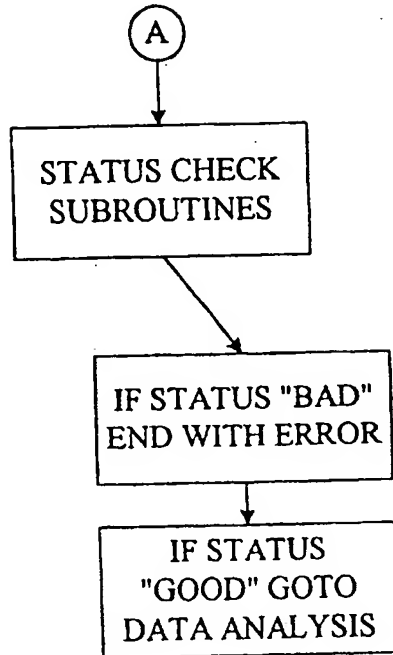 A
STATUS CHECK
SUBROUTINES
IF STATUS "BAD"
END WITH ERROR
IF STATUS
"GOOD" GOTO
DATA ANALYSIS